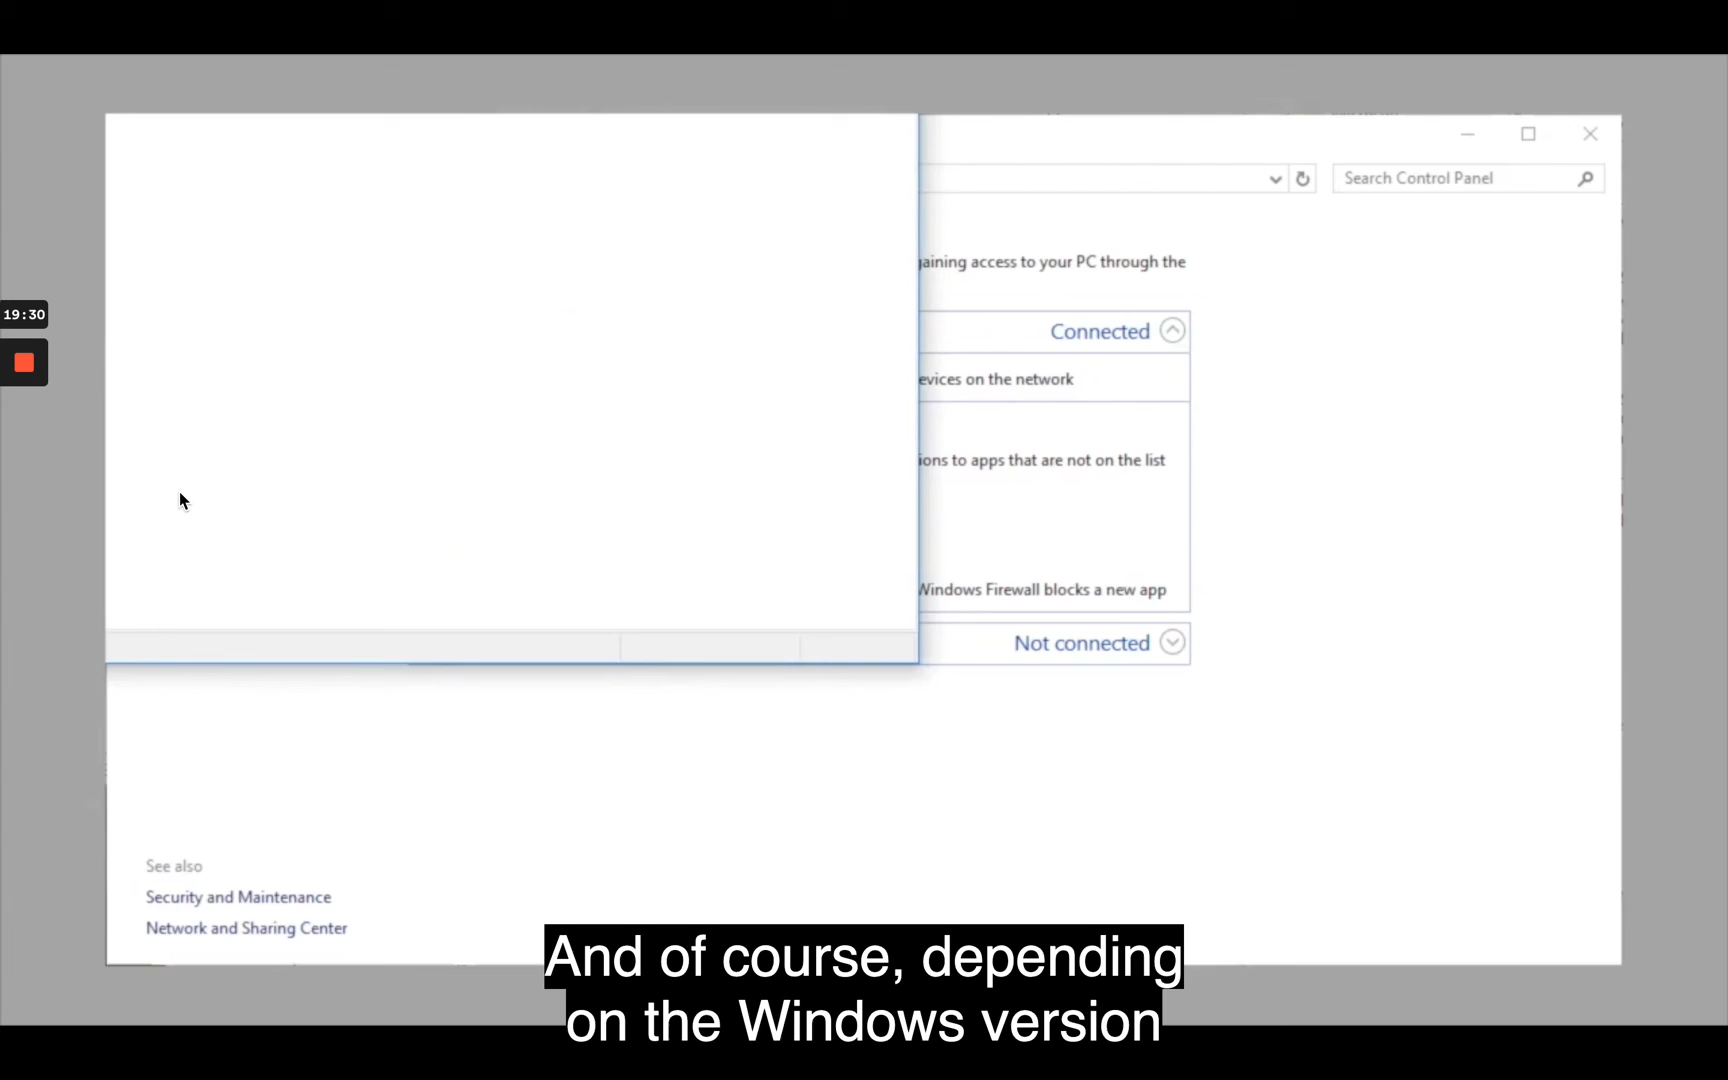 Search Control Panel
gaining access to your PC through the
19:30
Connected
evices on the network
ions to apps that are not on the list
Windows Firewall blocks a new app
Not connected
See also
Security and Maintenance
Network and Sharing Center
And of course, depending
on the Windows version